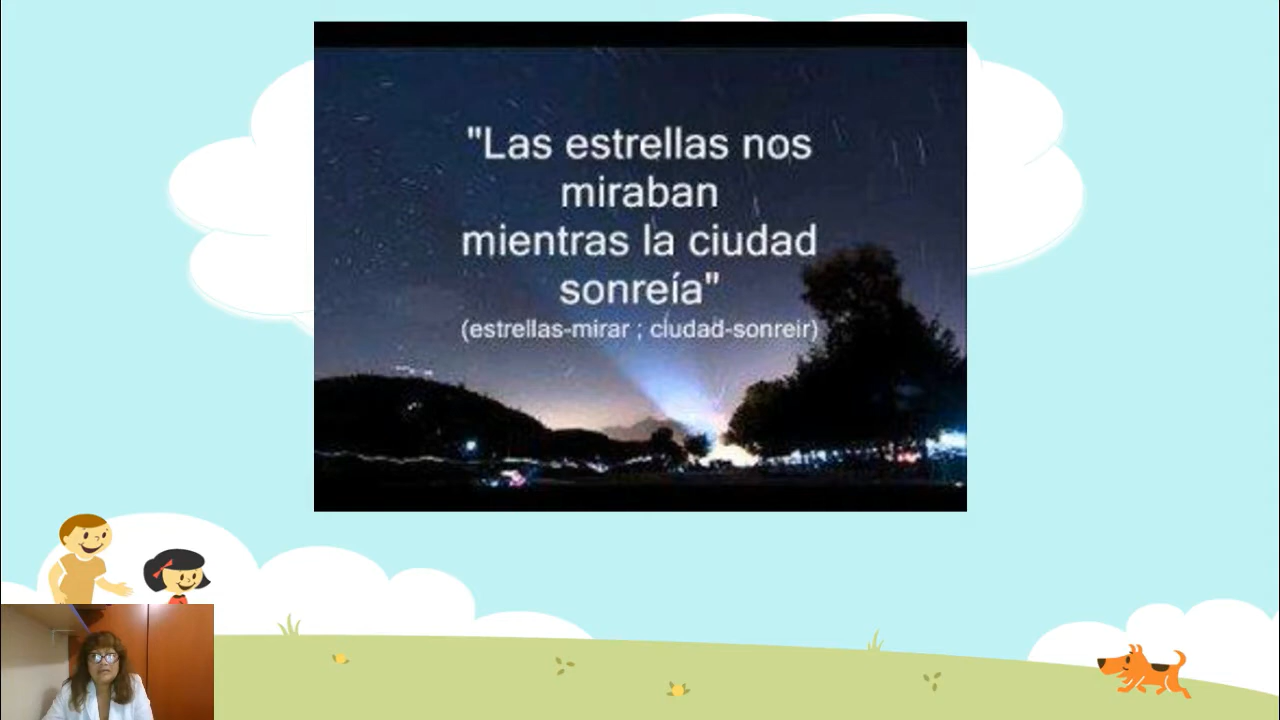 "Las estrellas nos
miraban
mientras la ciudad
sonreía"
(estrellas-mirar ; ciudad-sonreir)